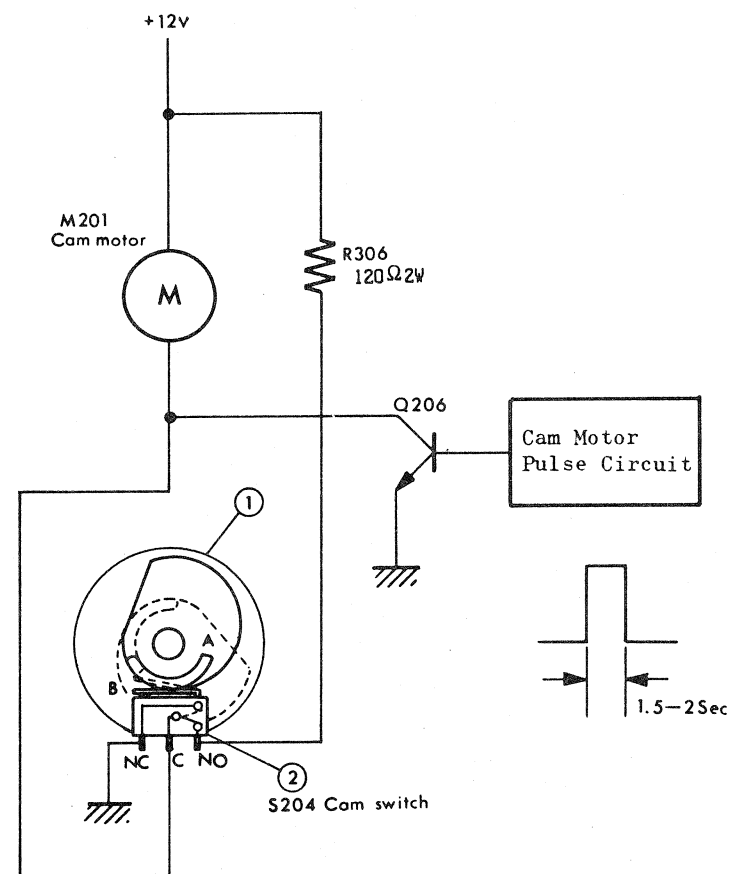 +12v
M201
Cam motor
M
R306
120Ω2W
Q206
Cam Motor
Pulse Circuit
1
A
B
NC C NO
2
S204 Cam switch
1.5-2Sec